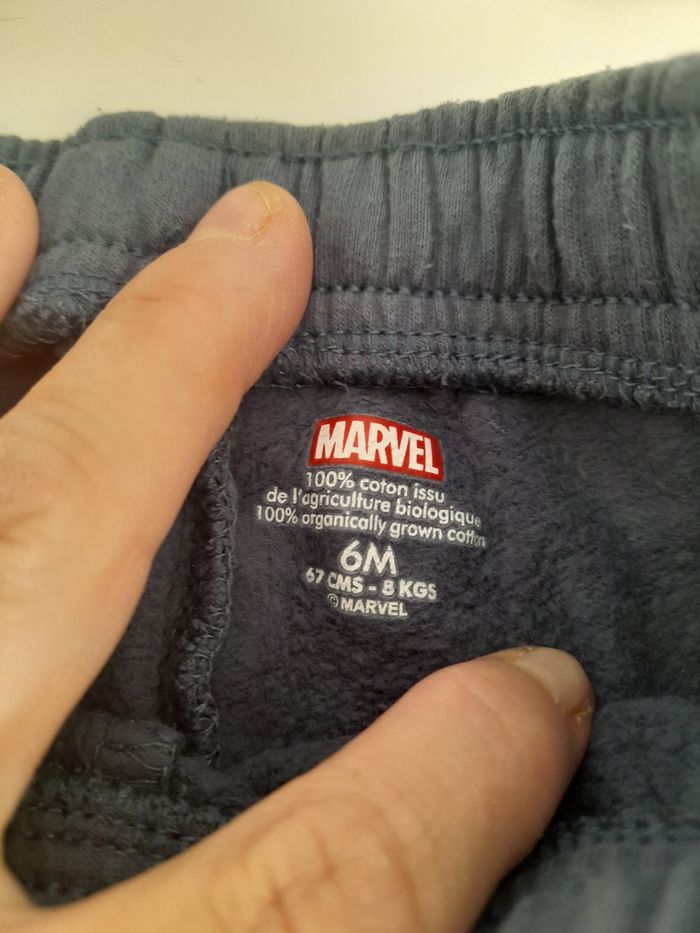 MARVEL
100% coton issu
de l'agriculture biologique
100% organically grown cotton
6M
67 CMS - 8 KGS
©MARVEL